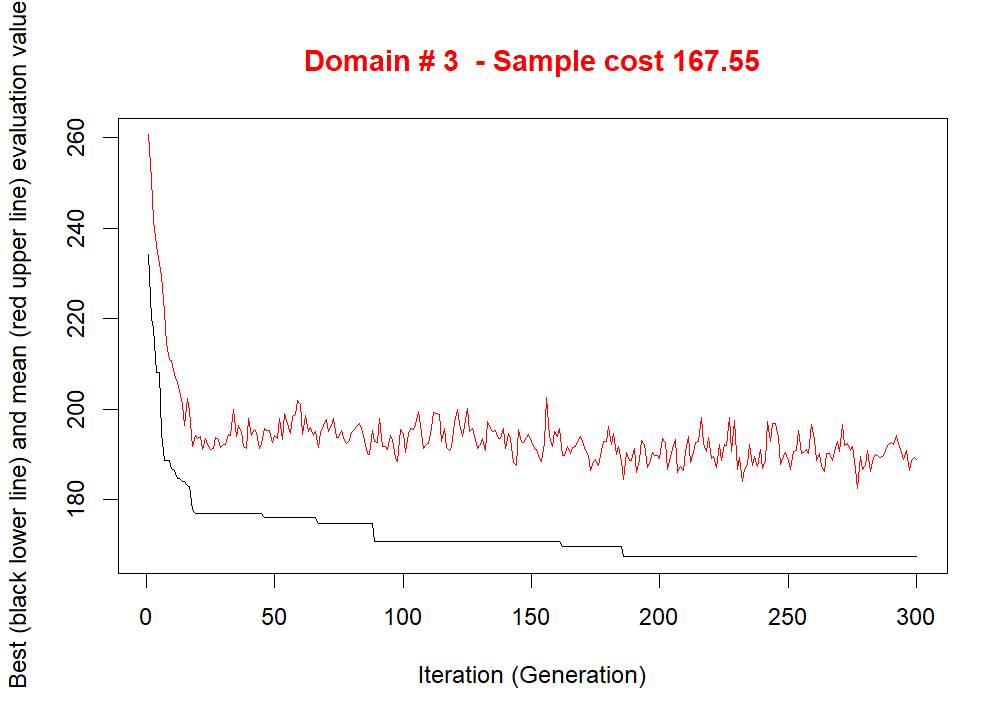 Domain # 3  - Sample cost 167.55
Best (black lower line) and mean (red upper line) evaluation value
260
240
220
200
180
0 50 100 150 200 250 300
Iteration (Generation)